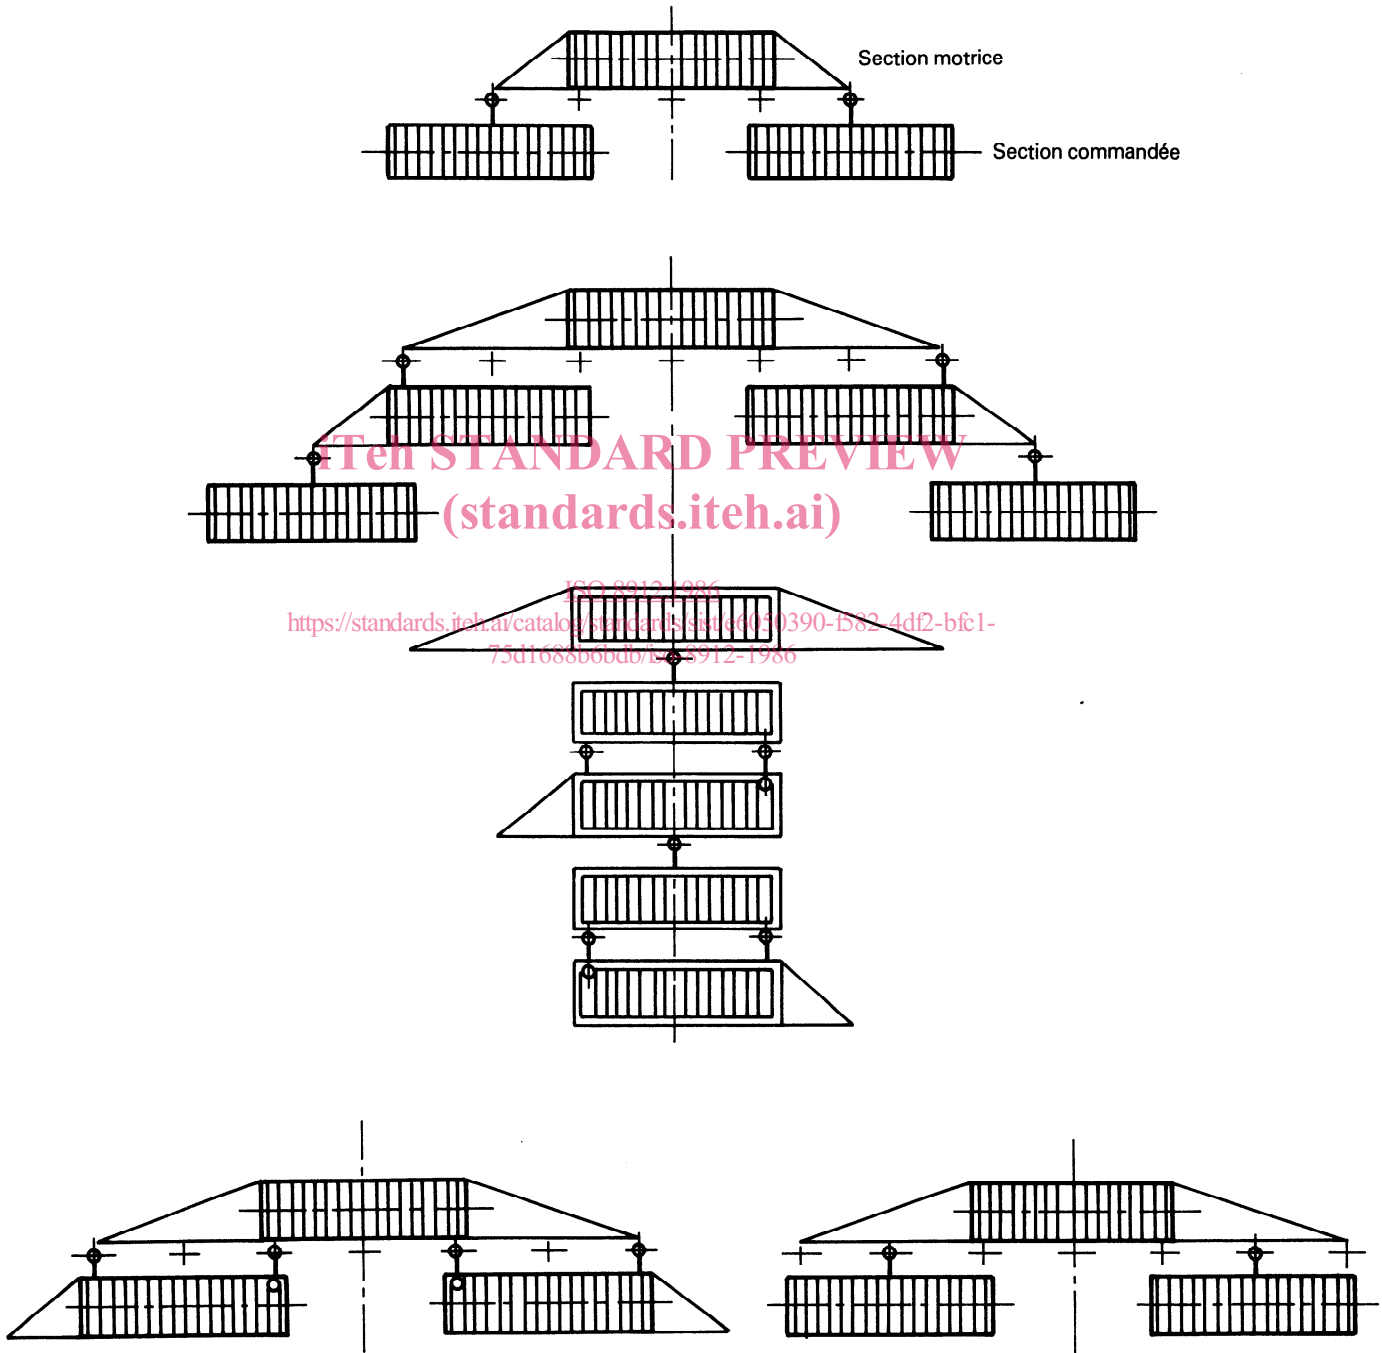 Section motrice
Section commandée
iTeh STANDARD PREVIEW
(standards.iteh.ai)
ISO 8912:1986
https://standards.iteh.ai/catalog/standards/sist/e6050390-f582-4df2-bfc1-
75d1688b6bdb/iso-8912-1986